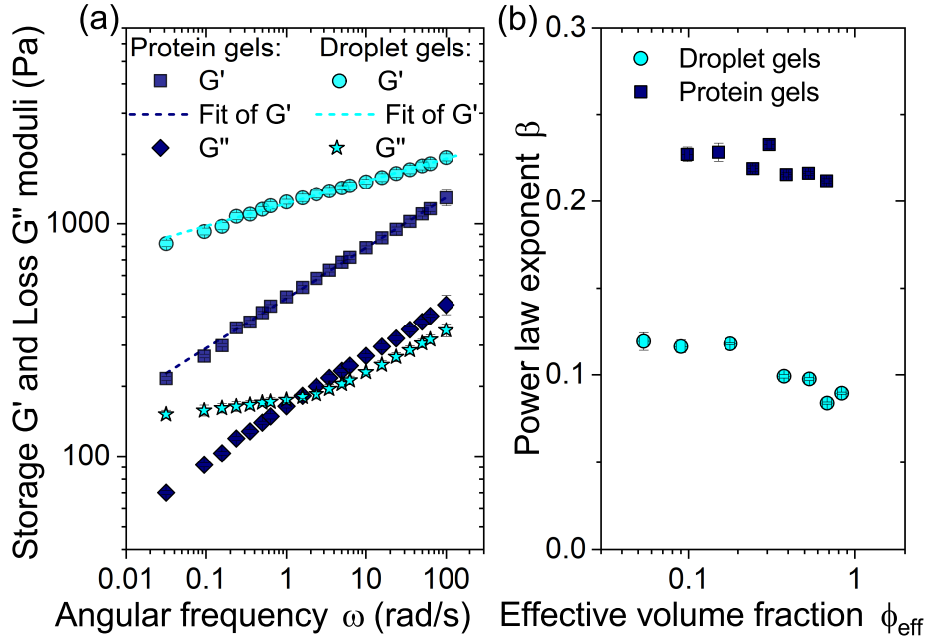 (a)
Protein gels: Droplet gels:
G' G'
Fit of G' Fit of G'
G" G"
Storage G' and Loss G" moduli (Pa)
1000
100
0.01 0.1 1 10 100
Angular frequency ω (rad/s)
(b)
0.3
Droplet gels
Protein gels
0.2
0.1
0.0
Power law exponent β
0.1 1
Effective volume fraction ϕeff